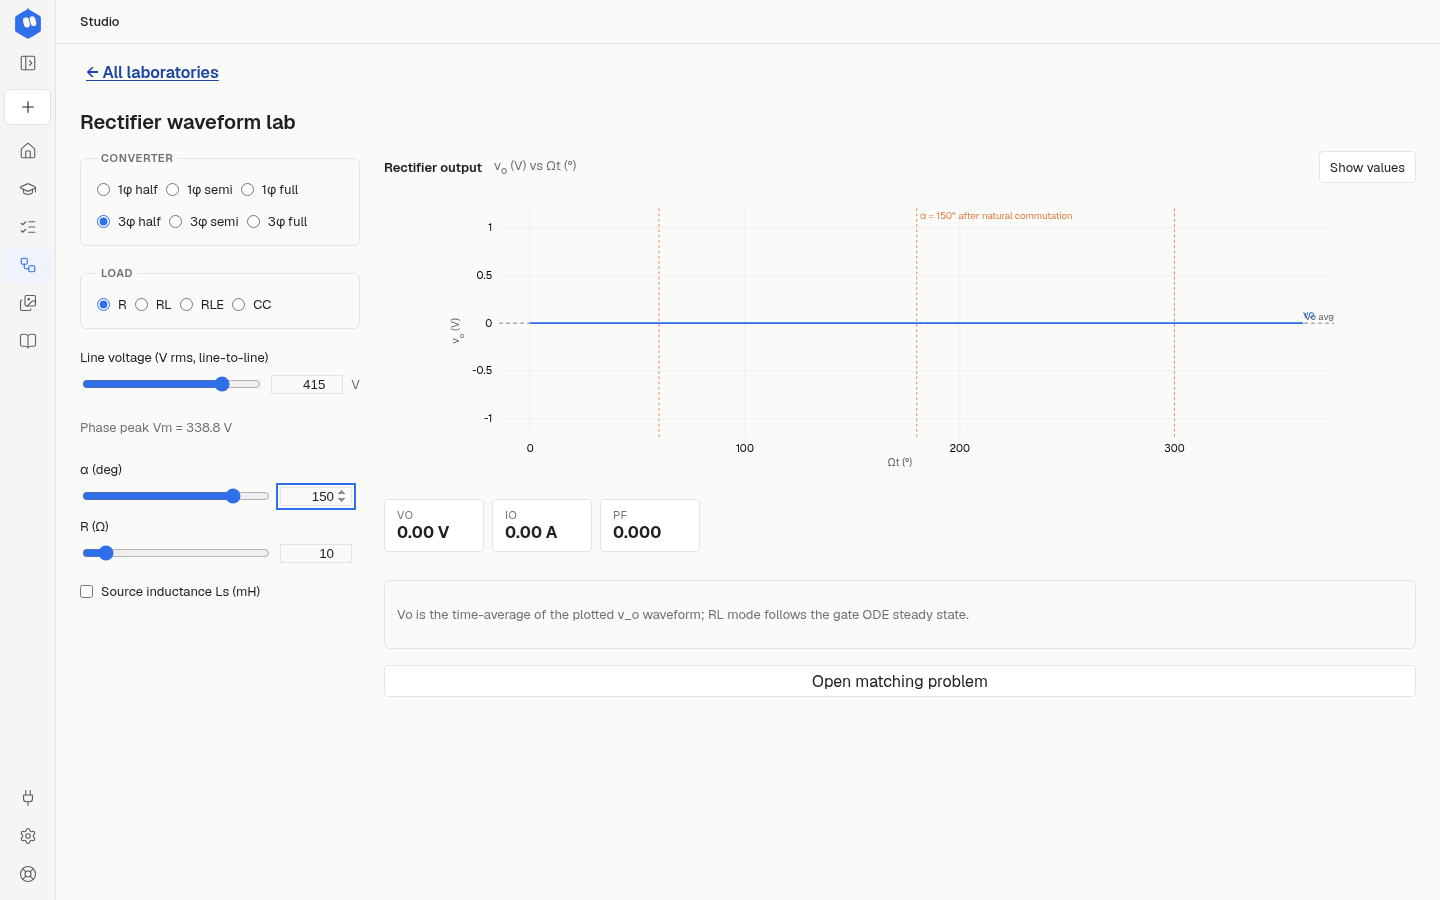 Studio
← All laboratories
Rectifier waveform lab
CONVERTER
1φ half 1φ semi 1φ full
3φ half 3φ semi 3φ full
LOAD
R RL RLE CC
Line voltage (V rms, line-to-line)
415 V
Phase peak Vm = 338.8 V
α (deg)
150
R (Ω)
10
Source inductance Ls (mH)
Rectifier output vo (V) vs Ωt (°)
Show values
α = 150° after natural commutation
1
0.5
0
-0.5
-1
vo (V)
Vo avg
0 100 200 300
Ωt (°)
VO IO PF
0.00 V 0.00 A 0.000
Vo is the time-average of the plotted v_o waveform; RL mode follows the gate ODE steady state.
Open matching problem